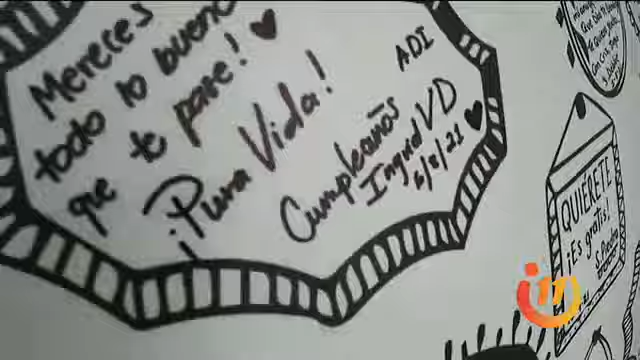 Mereces
todo lo bueno
que te pase!
¡Pura Vida!
ADI
Cumpleaños
Ingrid VD
6/8/21
QUIÉRETE
¡Es gratis!